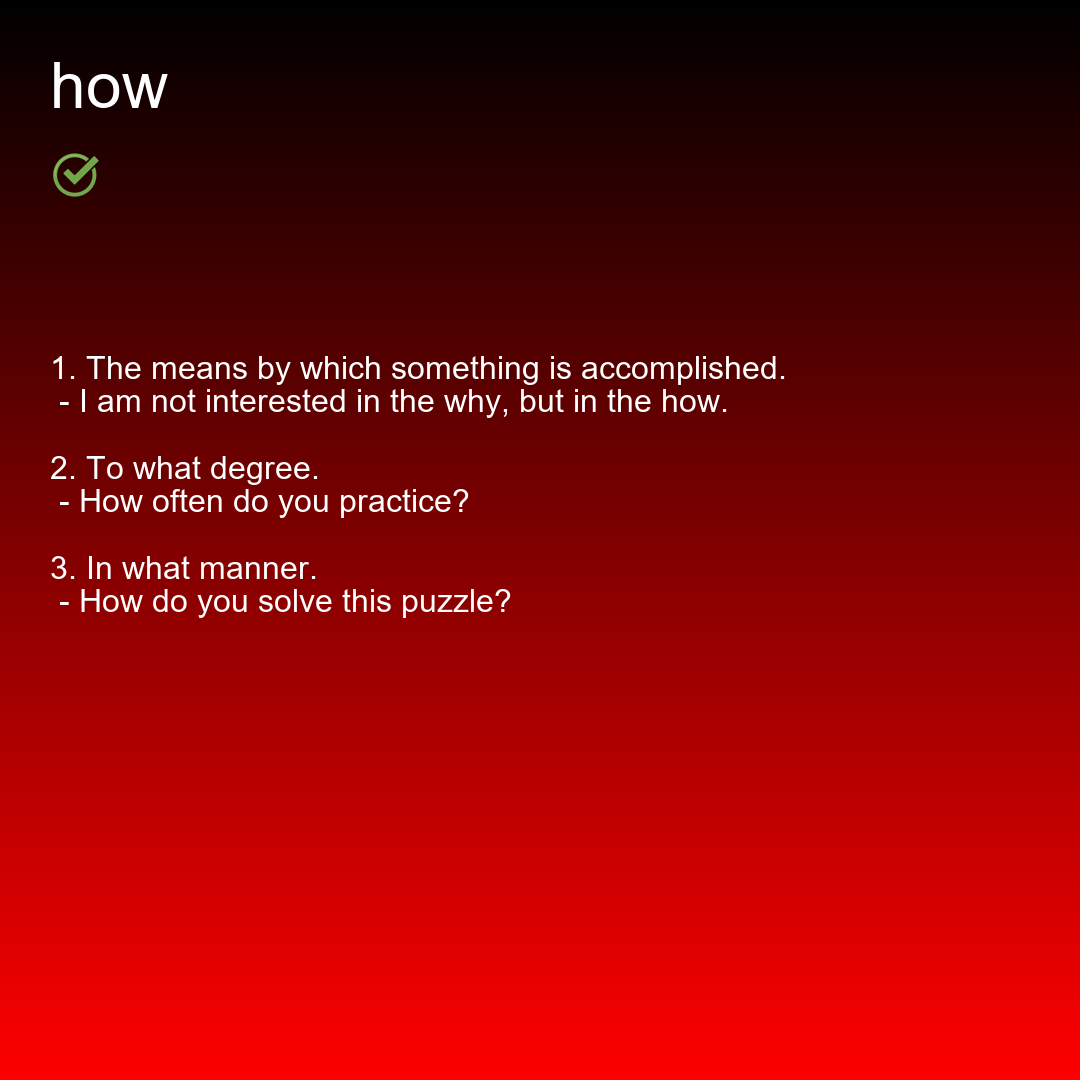 how
1. The means by which something is accomplished.
- I am not interested in the why, but in the how.
2. To what degree.
- How often do you practice?
3. In what manner.
- How do you solve this puzzle?